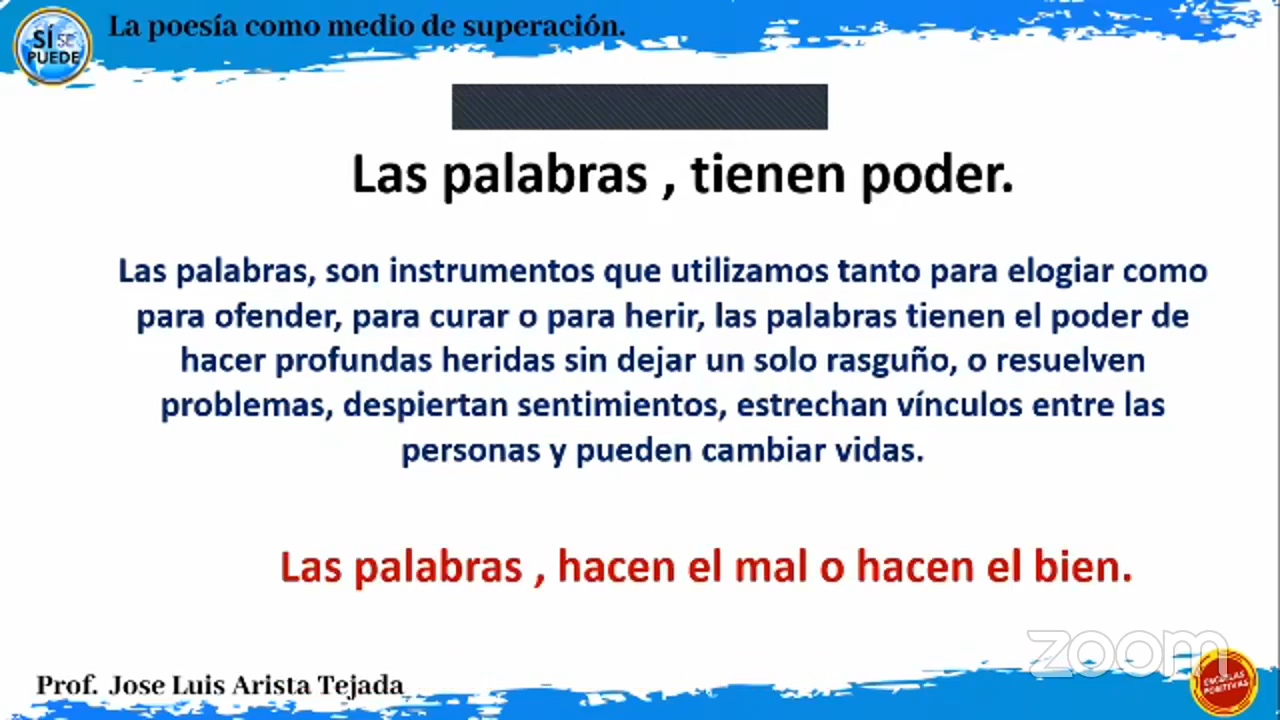 La poesía como medio de superación.
SÍ SE
PUEDE
Las palabras , tienen poder.
Las palabras, son instrumentos que utilizamos tanto para elogiar como
para ofender, para curar o para herir, las palabras tienen el poder de
hacer profundas heridas sin dejar un solo rasguño, o resuelven
problemas, despiertan sentimientos, estrechan vínculos entre las
personas y pueden cambiar vidas.
Las palabras , hacen el mal o hacen el bien.
zoom
Prof. Jose Luis Arista Tejada
ESCUELAS
POSITIVAS